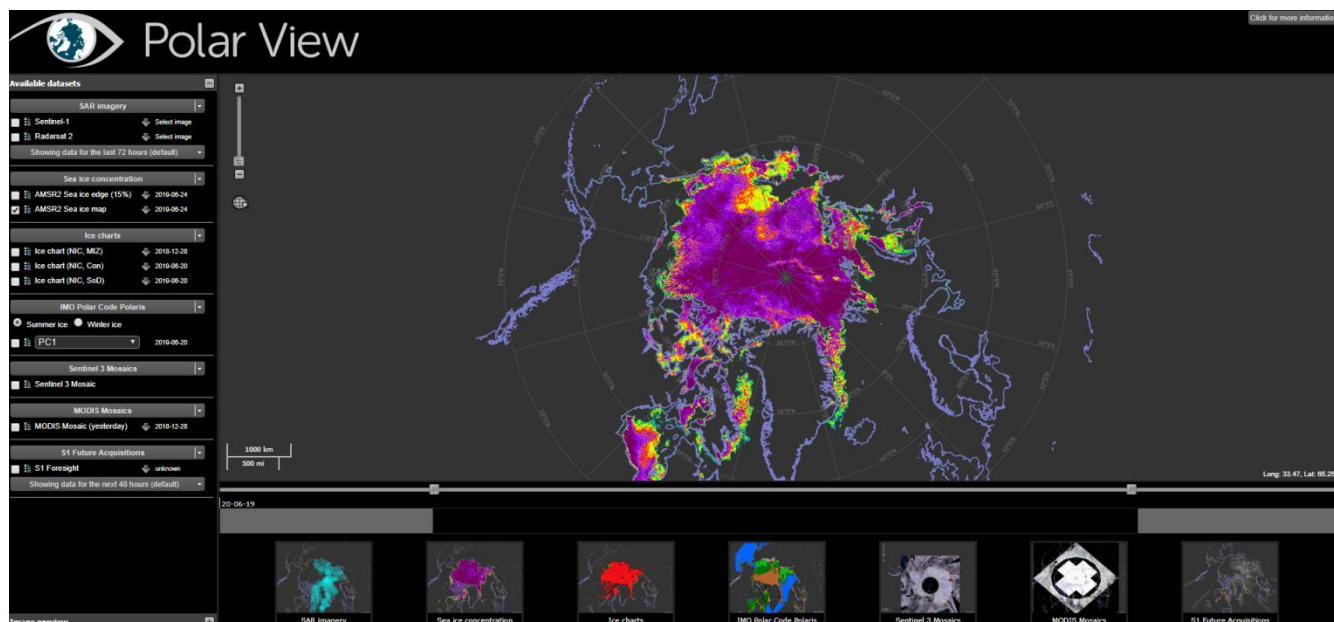 Polar View
Click for more informatio
Available datasets
SAR imagery
Sentinel-1 Select image
Radarsat 2 Select image
Showing data for the last 72 hours (default)
Sea ice concentration
AMSR2 Sea ice edge (15%) 2019-06-24
AMSR2 Sea ice map 2019-06-24
Ice charts
Ice chart (NIC, MIZ) 2018-12-28
Ice chart (NIC, Con) 2019-06-20
Ice chart (NIC, SoD) 2019-06-20
IMO Polar Code Polaris
Summer ice Winter ice
PC1 2019-06-20
Sentinel 3 Mosaics
Sentinel 3 Mosaic
MODIS Mosaics
MODIS Mosaic (yesterday) 2018-12-28
S1 Future Acquisitions
S1 Foresight unknown
Showing data for the next 48 hours (default)
1000 km
500 mi
Long: 33.47, Lat: 65.25
20-06-19
Image preview
SAR imagery
Sea ice concentration
Ice charts
IMO Polar Code Polaris
Sentinel 3 Mosaics
MODIS Mosaics
S1 Future Acquisitions